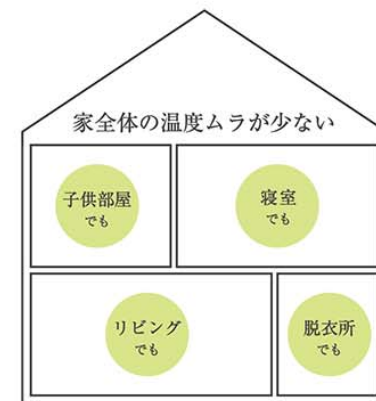 家全体の温度ムラが少ない
子供部屋
でも
寝室
でも
リビング
でも
脱衣所
でも